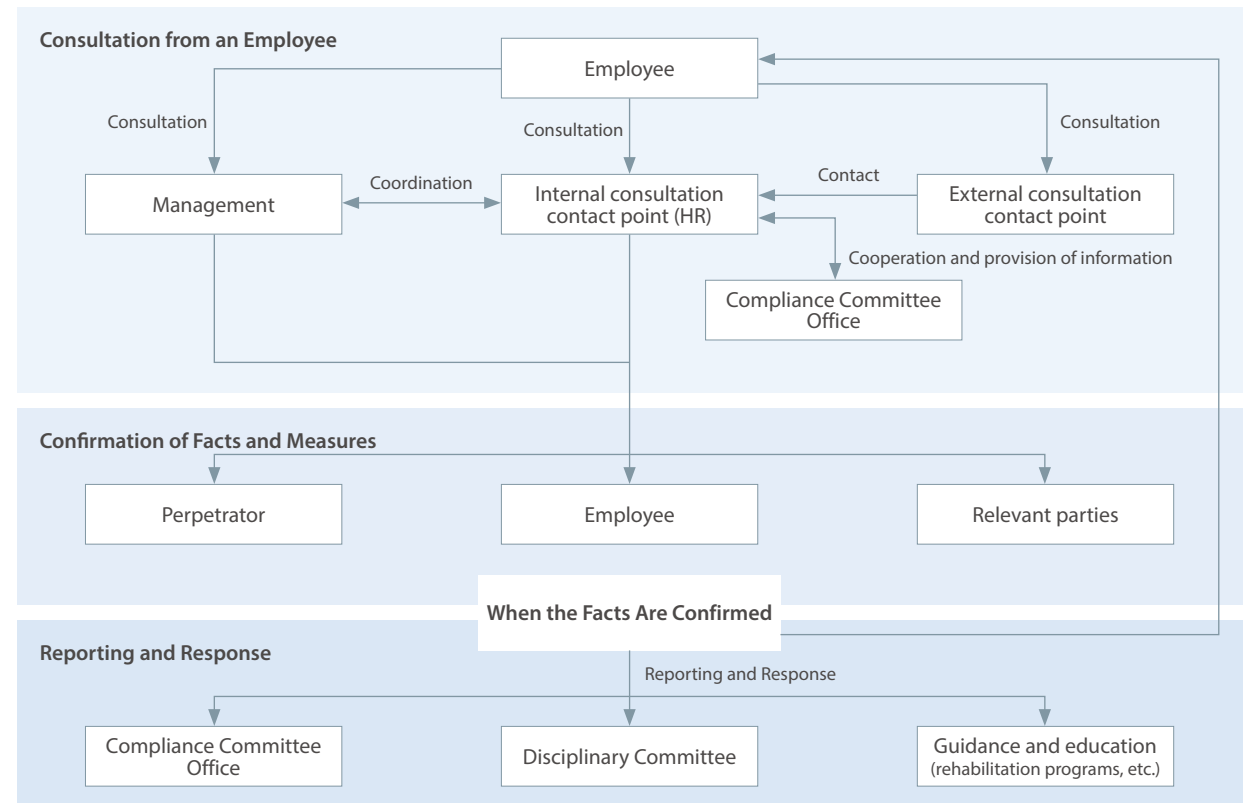 Consultation from an Employee
Employee
Consultation
Consultation
Consultation
Management
Coordination
Internal consultation
contact point (HR)
Contact
External consultation
contact point
Cooperation and provision of information
Compliance Committee
Office
Confirmation of Facts and Measures
Perpetrator
Employee
Relevant parties
When the Facts Are Confirmed
Reporting and Response
Reporting and Response
Compliance Committee
Office
Disciplinary Committee
Guidance and education
(rehabilitation programs, etc.)